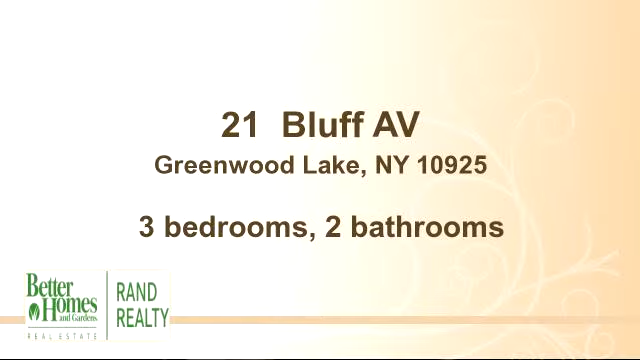 21 Bluff AV
Greenwood Lake, NY 10925
3 bedrooms, 2 bathrooms
Better
Homes
and Gardens
REAL ESTATE
RAND
REALTY